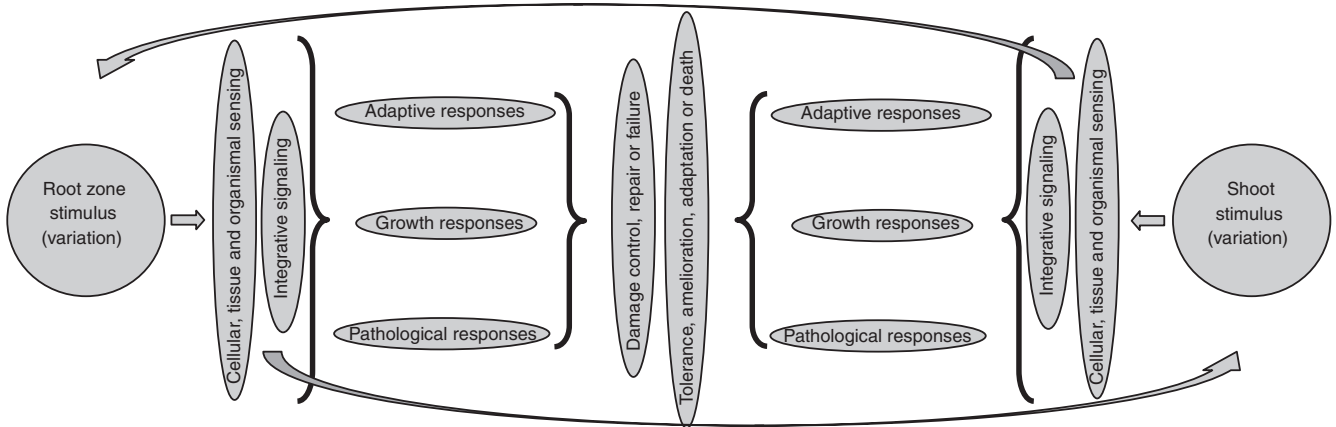 Root zone
stimulus
(variation)
Cellular, tissue and organismal sensing
Integrative signaling
Adaptive responses
Growth responses
Pathological responses
Damage control, repair or failure
Tolerance, amelioration, adaptation or death
Adaptive responses
Growth responses
Pathological responses
Integrative signaling
Cellular, tissue and organismal sensing
Shoot
stimulus
(variation)